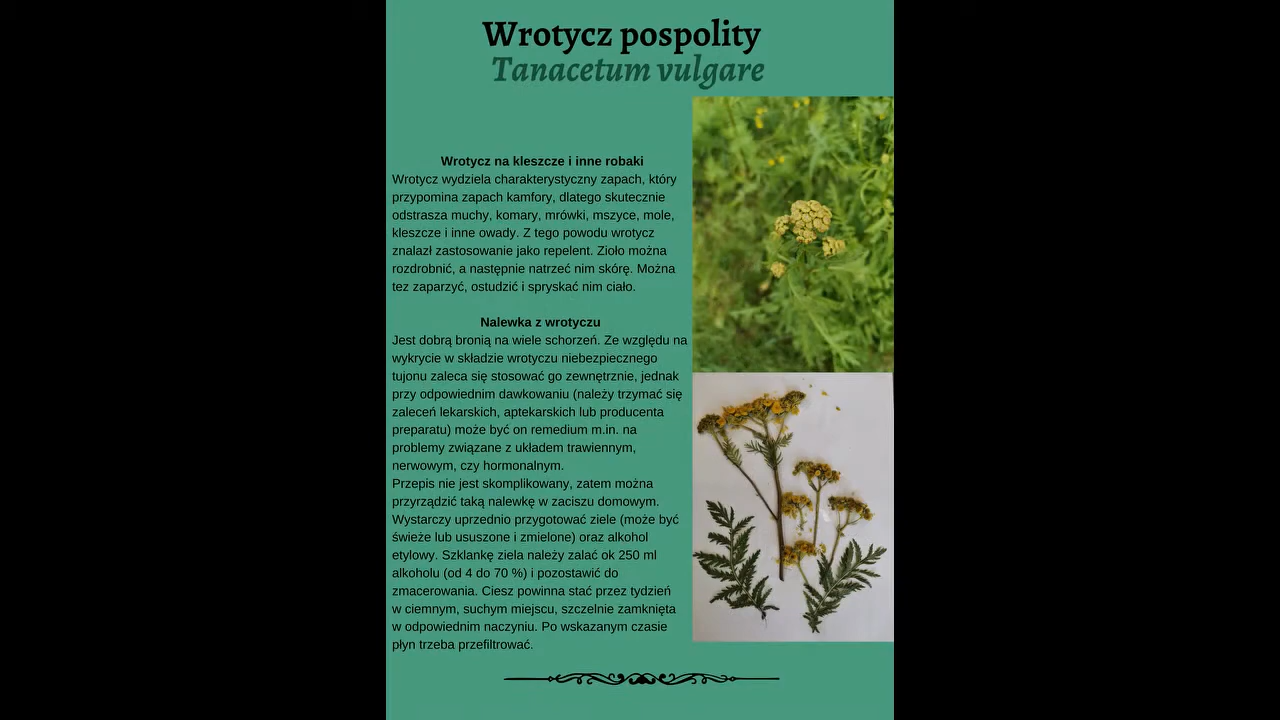 Wrotycz pospolity
Tanacetum vulgare
Wrotycz na kleszcze i inne robaki
Wrotycz wydziela charakterystyczny zapach, który
przypomina zapach kamfory, dlatego skutecznie
odstrasza muchy, komary, mrówki, mszyce, mole,
kleszcze i inne owady. Z tego powodu wrotycz
znalazł zastosowanie jako repelent. Zioło można
rozdrobnić, a następnie natrzeć nim skórę. Można
tez zaparzyć, ostudzić i spryskać nim ciało.
Nalewka z wrotyczu
Jest dobrą bronią na wiele schorzeń. Ze względu na
wykrycie w składzie wrotyczu niebezpiecznego
tujonu zaleca się stosować go zewnętrznie, jednak
przy odpowiednim dawkowaniu (należy trzymać się
zaleceń lekarskich, aptekarskich lub producenta
preparatu) może być on remedium m.in. na
problemy związane z układem trawiennym,
nerwowym, czy hormonalnym.
Przepis nie jest skomplikowany, zatem można
przyrządzić taką nalewkę w zaciszu domowym.
Wystarczy uprzednio przygotować ziele (może być
świeże lub ususzone i zmielone) oraz alkohol
etylowy. Szklankę ziela należy zalać ok 250 ml
alkoholu (od 4 do 70 %) i pozostawić do
zmacerowania. Ciesz powinna stać przez tydzień
w ciemnym, suchym miejscu, szczelnie zamknięta
w odpowiednim naczyniu. Po wskazanym czasie
płyn trzeba przefiltrować.